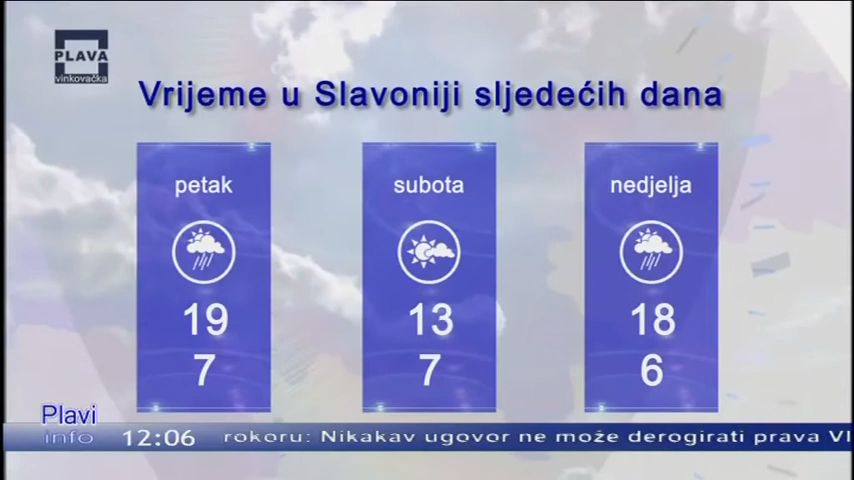 PLAVA
vinkovačka
Vrijeme u Slavoniji sljedećih dana
petak
19
7
subota
13
7
nedjelja
18
6
Plavi
info
12:06
rokoru: Nikakav ugovor ne može derogirati prava VI